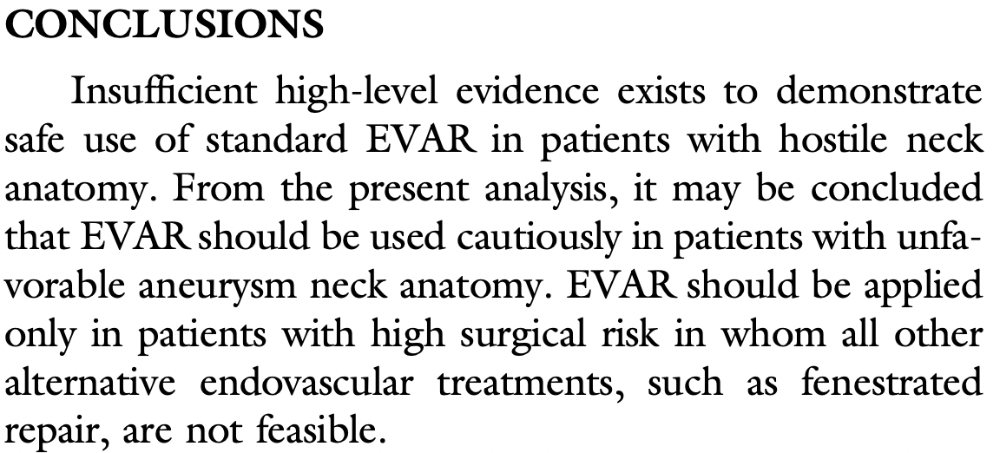 CONCLUSIONS
Insufficient high-level evidence exists to demonstrate
safe use of standard EVAR in patients with hostile neck
anatomy. From the present analysis, it may be concluded
that EVAR should be used cautiously in patients with unfa-
vorable aneurysm neck anatomy. EVAR should be applied
only in patients with high surgical risk in whom all other
alternative endovascular treatments, such as fenestrated
repair, are not feasible.